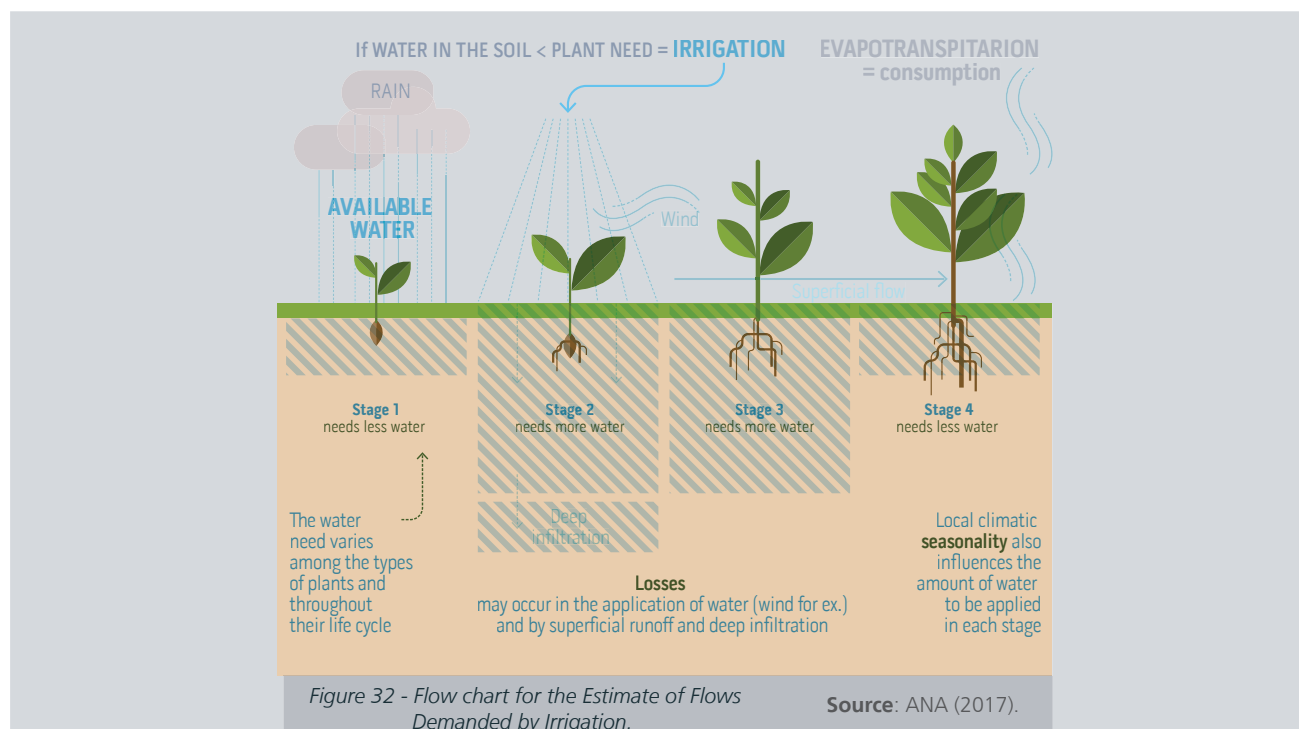 If WATER IN THE SOIL < PLANT NEED = IRRIGATION
EVAPOTRANSPITARION
= consumption
RAIN
AVAILABLE
WATER
Wind
Superficial flow
Stage 1
needs less water
Stage 2
needs more water
Stage 3
needs more water
Stage 4
needs less water
The water
need varies
among the types
of plants and
throughout
their life cycle
Deep
infiltration
Losses
may occur in the application of water (wind for ex.)
and by superficial runoff and deep infiltration
Local climatic
seasonality also
influences the
amount of water
to be applied
in each stage
Figure 32 - Flow chart for the Estimate of Flows
Demanded by Irrigation.
Source: ANA (2017).